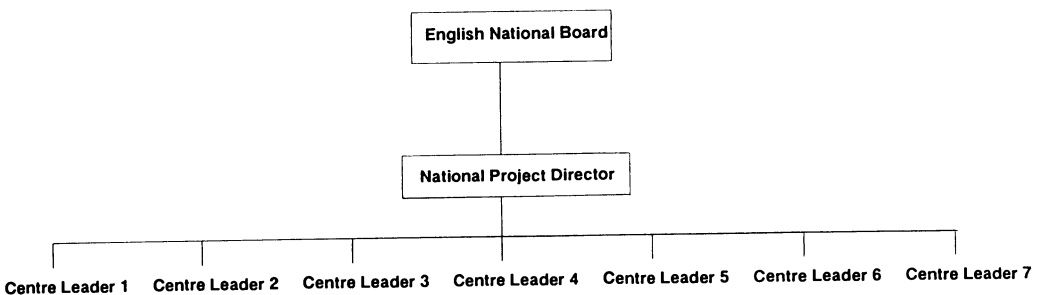 English National Board
National Project Director
Centre Leader 1 Centre Leader 2 Centre Leader 3 Centre Leader 4 Centre Leader 5 Centre Leader 6 Centre Leader 7